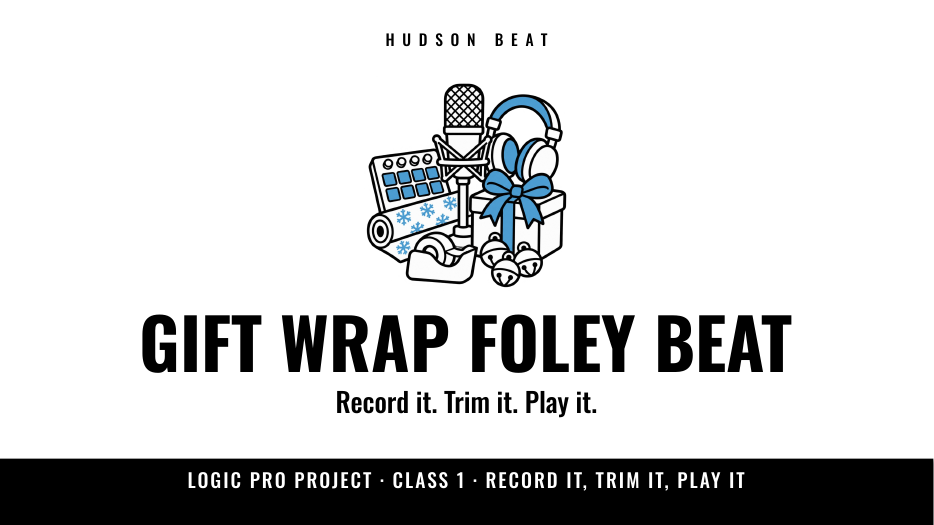 HUDSON BEAT
GIFT WRAP FOLEY BEAT
Record it. Trim it. Play it.
LOGIC PRO PROJECT · CLASS 1 · RECORD IT, TRIM IT, PLAY IT